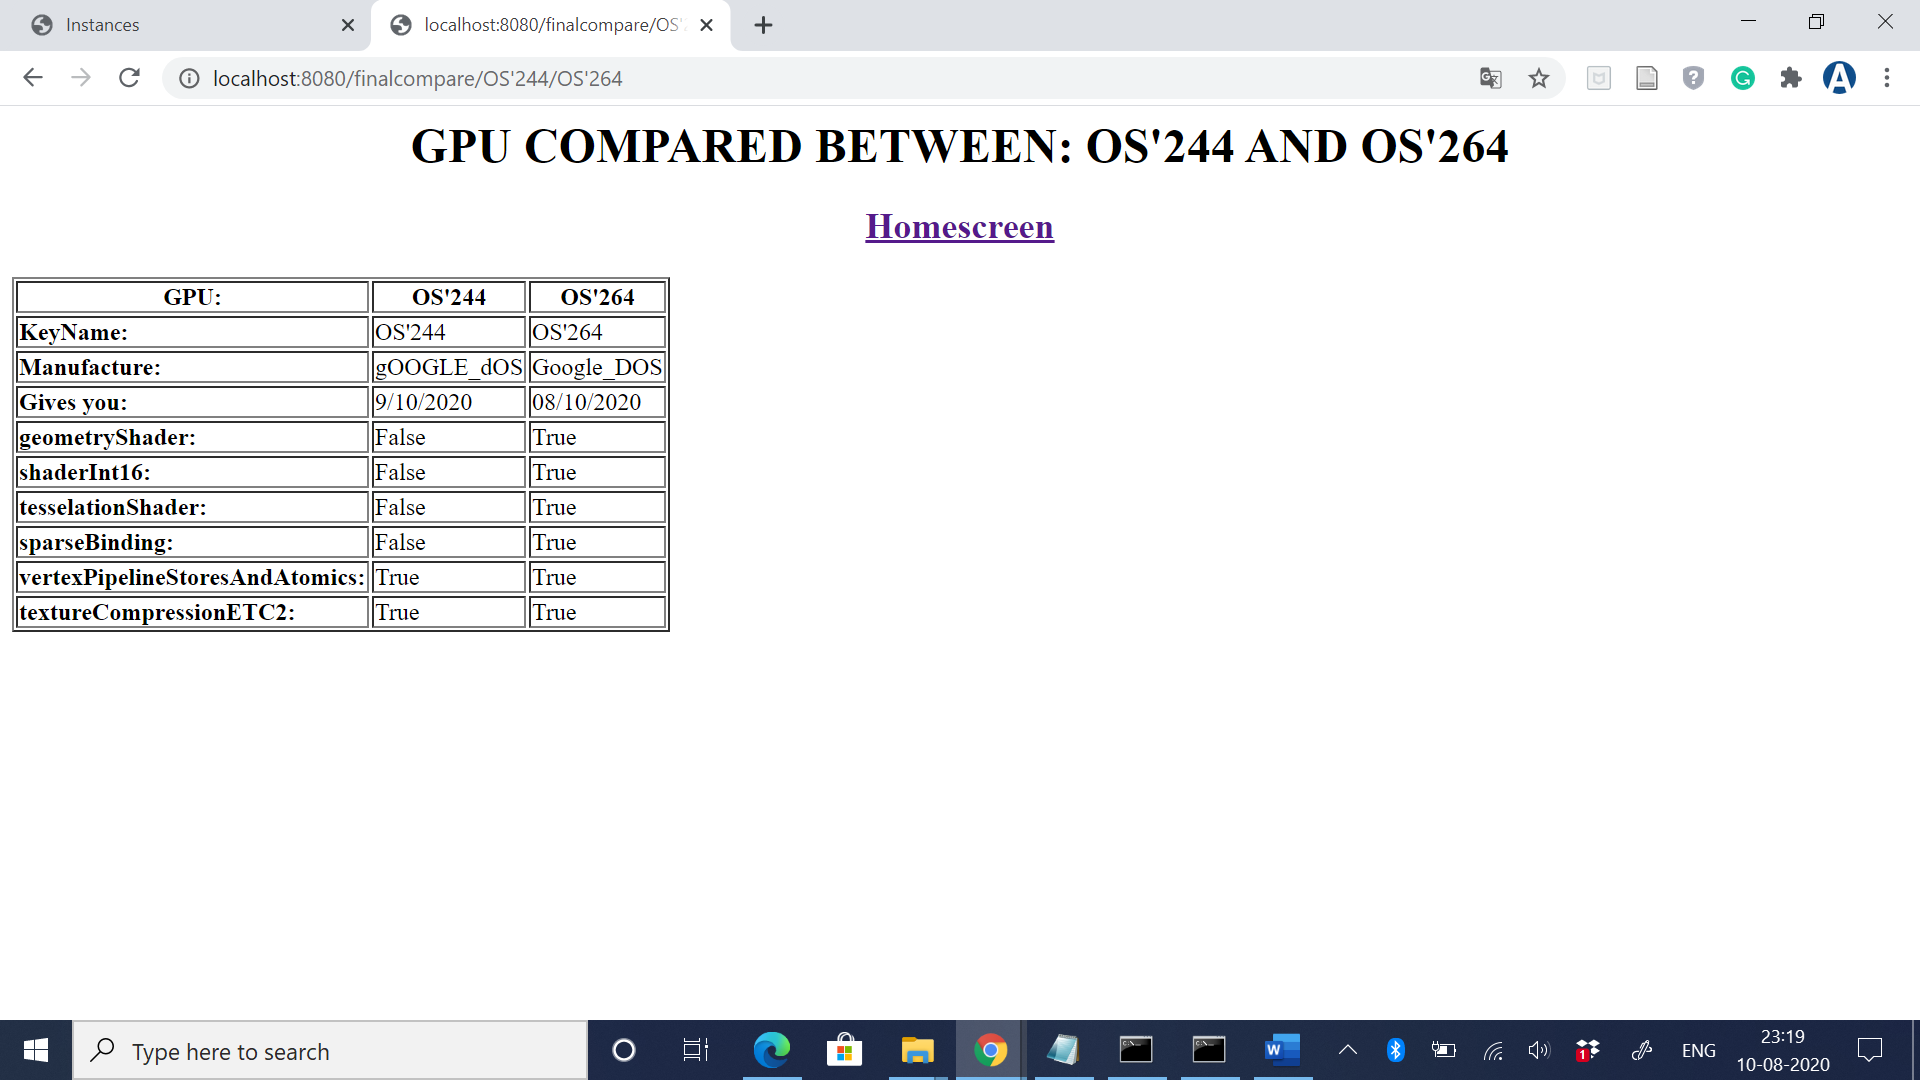 Instances
localhost:8080/finalcompare/OS'
localhost:8080/finalcompare/OS'244/OS'264
GPU COMPARED BETWEEN: OS'244 AND OS'264
Homescreen
GPU: OS'244 OS'264
KeyName: OS'244 OS'264
Manufacture: gOOGLE_dOS Google_DOS
Gives you: 9/10/2020 08/10/2020
geometryShader: False True
shaderInt16: False True
tesselationShader: False True
sparseBinding: False True
vertexPipelineStoresAndAtomics: True True
textureCompressionETC2: True True
Type here to search
ENG
23:19
10-08-2020